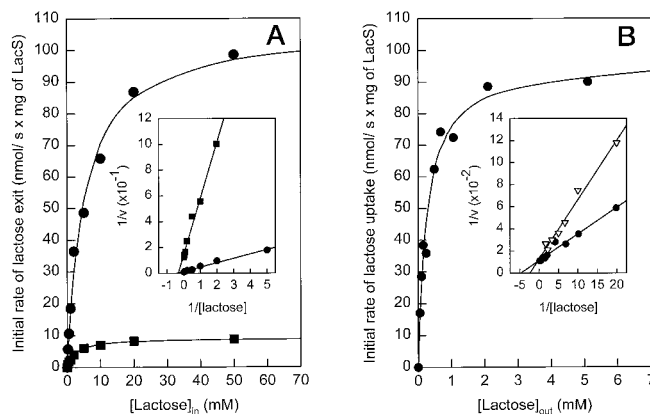 A
Initial rate of lactose exit (nmol/ s x mg of LacS)
110
100
90
80
70
60
50
40
30
20
10
0
0 10 20 30 40 50 60 70
[Lactose]in (mM)
1/v (x10-1)
12
10
8
6
4
2
0
-1 0 1 2 3 4 5
1/[lactose]
B
Initial rate of lactose uptake (nmol/ s x mg of LacS)
110
100
90
80
70
60
50
40
30
20
10
0
0 1 2 3 4 5 6 7
[Lactose]out (mM)
1/v (x10-2)
14
12
10
8
6
4
2
0
-5 0 5 10 15 20
1/[lactose]